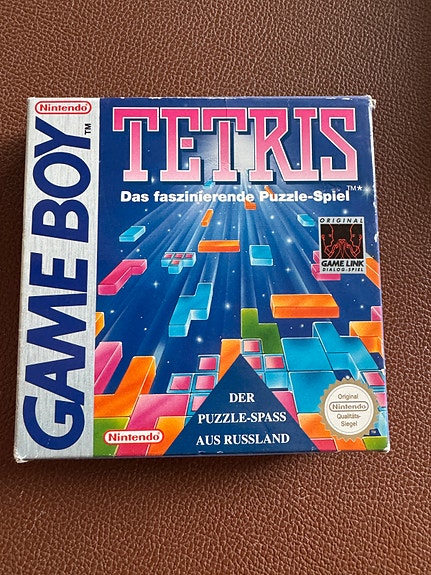 Nintendo
GAME BOY™
TETRIS
™*
Das faszinierende Puzzle-Spiel
ORIGINAL
GAME LINK
DIALOG-SPIEL
DER
PUZZLE-SPASS
AUS RUSSLAND
Nintendo
Original
Nintendo
Qualitäts-
Siegel
™